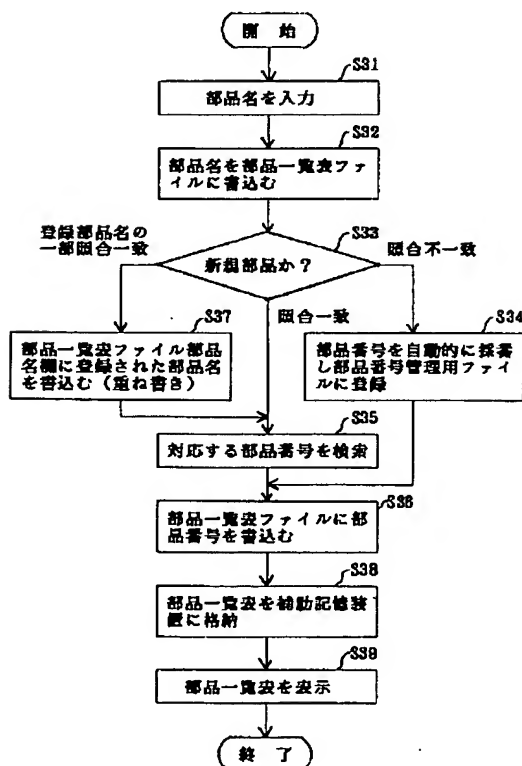 開 始
S31
部品名を入力
S32
部品名を部品一覧表ファ
イルに書込む
登録部品名の
一部照合一致
S33
新規部品か？
照合不一致
S37
照合一致
S34
部品一覧表ファイル部品
名欄に登録された部品名
を書込む（重ね書き）
部品番号を自動的に採番
し部品番号管理用ファイ
ルに登録
S35
対応する部品番号を検索
S36
部品一覧表ファイルに部
品番号を書込む
S38
部品一覧表を補助記憶装
置に格納
S39
部品一覧表を表示
終 了